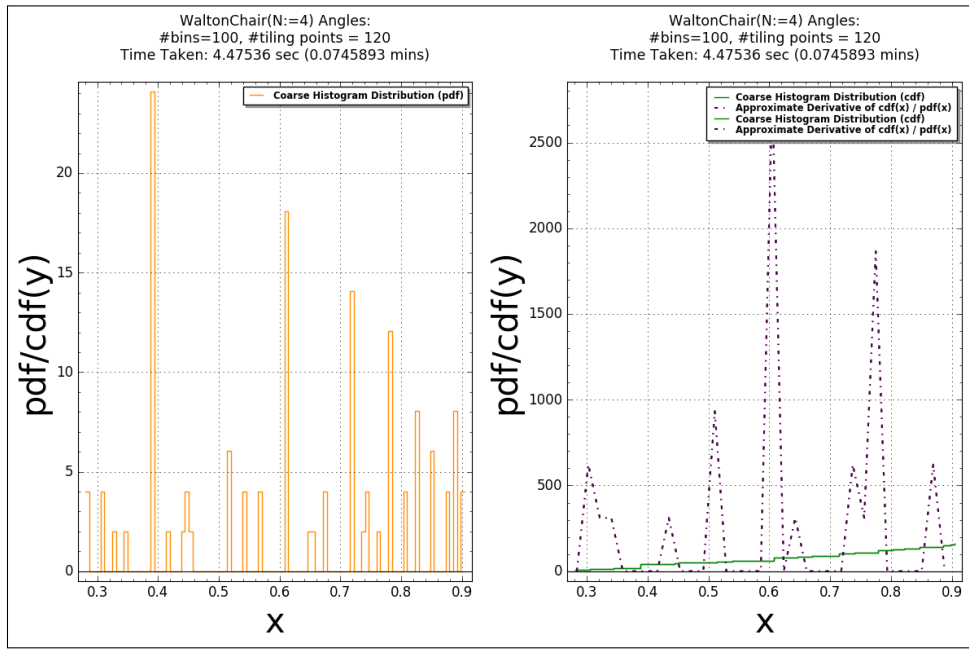 WaltonChair(N:=4) Angles:
#bins=100, #tiling points = 120
Time Taken: 4.47536 sec (0.0745893 mins)
Coarse Histogram Distribution (pdf)
20
15
10
5
0
pdf/cdf(y)
0.3 0.4 0.5 0.6 0.7 0.8 0.9
x
WaltonChair(N:=4) Angles:
#bins=100, #tiling points = 120
Time Taken: 4.47536 sec (0.0745893 mins)
Coarse Histogram Distribution (cdf)
Approximate Derivative of cdf(x) / pdf(x)
Coarse Histogram Distribution (cdf)
Approximate Derivative of cdf(x) / pdf(x)
2500
2000
1500
1000
500
0
pdf/cdf(y)
0.3 0.4 0.5 0.6 0.7 0.8 0.9
x